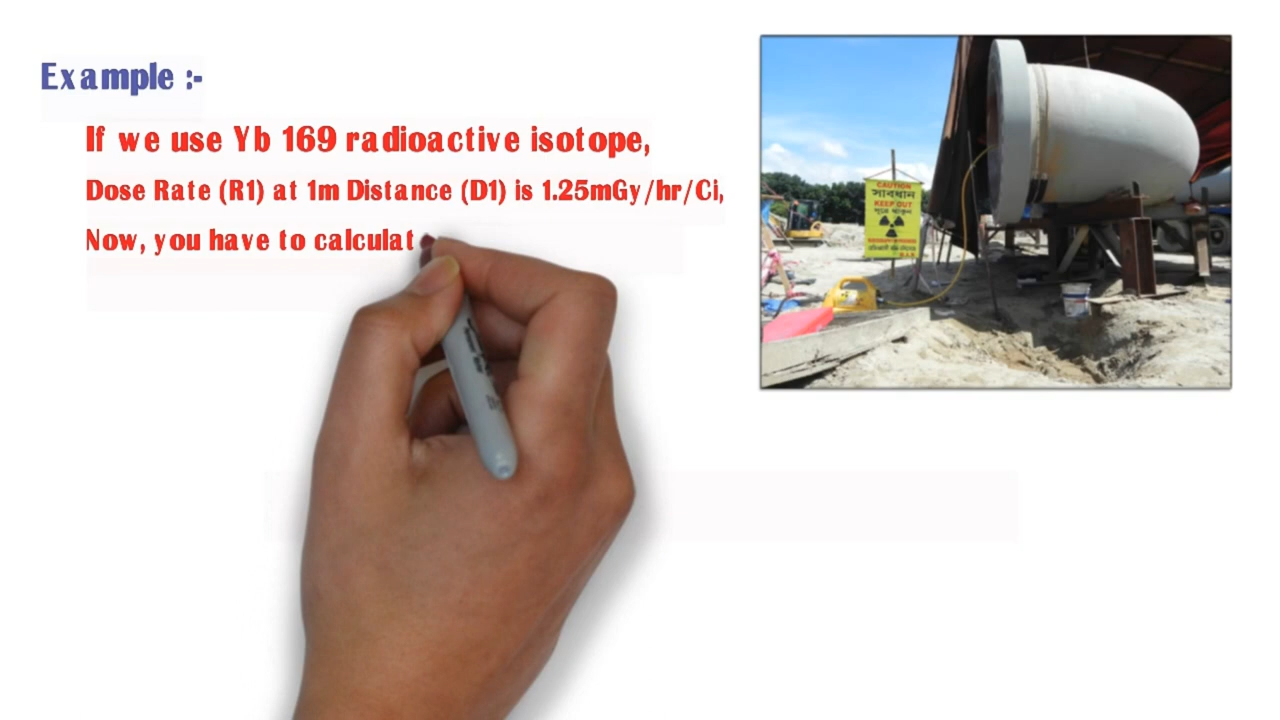 Example :-
If we use Yb 169 radioactive isotope,
Dose Rate (R1) at 1m Distance (D1) is 1.25mGy/hr/Ci,
Now, you have to calculat
CAUTION
সাবধান
KEEP OUT
দূরে থাকুন